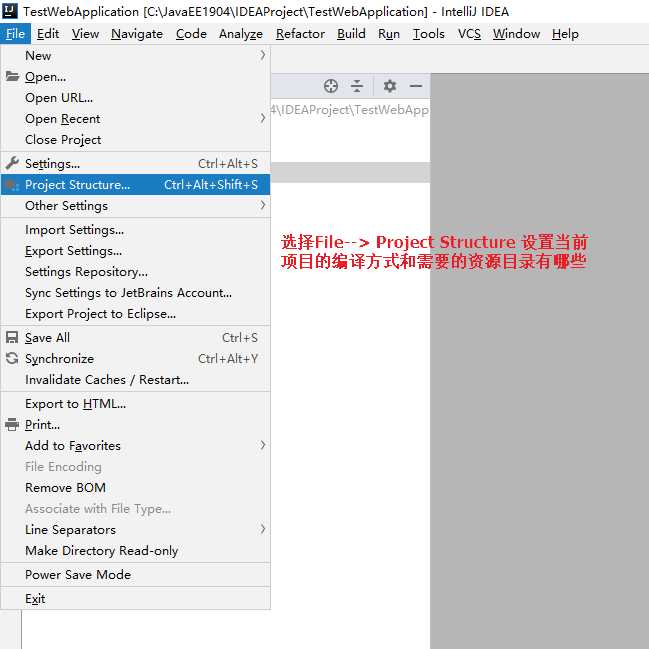 TestWebApplication [C:\JavaEE1904\IDEAProject\TestWebApplication] - IntelliJ IDEA
File Edit View Navigate Code Analyze Refactor Build Run Tools VCS Window Help
New
Open...
Open URL...
4\IDEAProject\TestWebApp
Open Recent
Close Project
Settings... Ctrl+Alt+S
Project Structure... Ctrl+Alt+Shift+S
Other Settings
Import Settings...
Export Settings...
Settings Repository...
Sync Settings to JetBrains Account...
Export Project to Eclipse...
选择File--> Project Structure 设置当前
项目的编译方式和需要的资源目录有哪些
Save All Ctrl+S
Synchronize Ctrl+Alt+Y
Invalidate Caches / Restart...
Export to HTML...
Print...
Add to Favorites
File Encoding
Remove BOM
Associate with File Type...
Line Separators
Make Directory Read-only
Power Save Mode
Exit